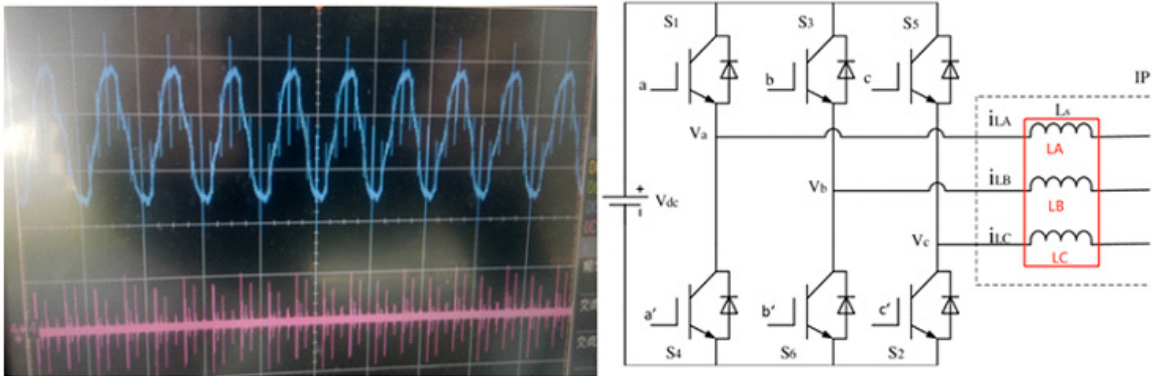 S1
S3
S5
a
b
c
IP
iLA
Ls
LA
Va
iLB
LB
Vb
+
Vdc
iLC
LC
Vc
a'
b'
c'
S4
S6
S2